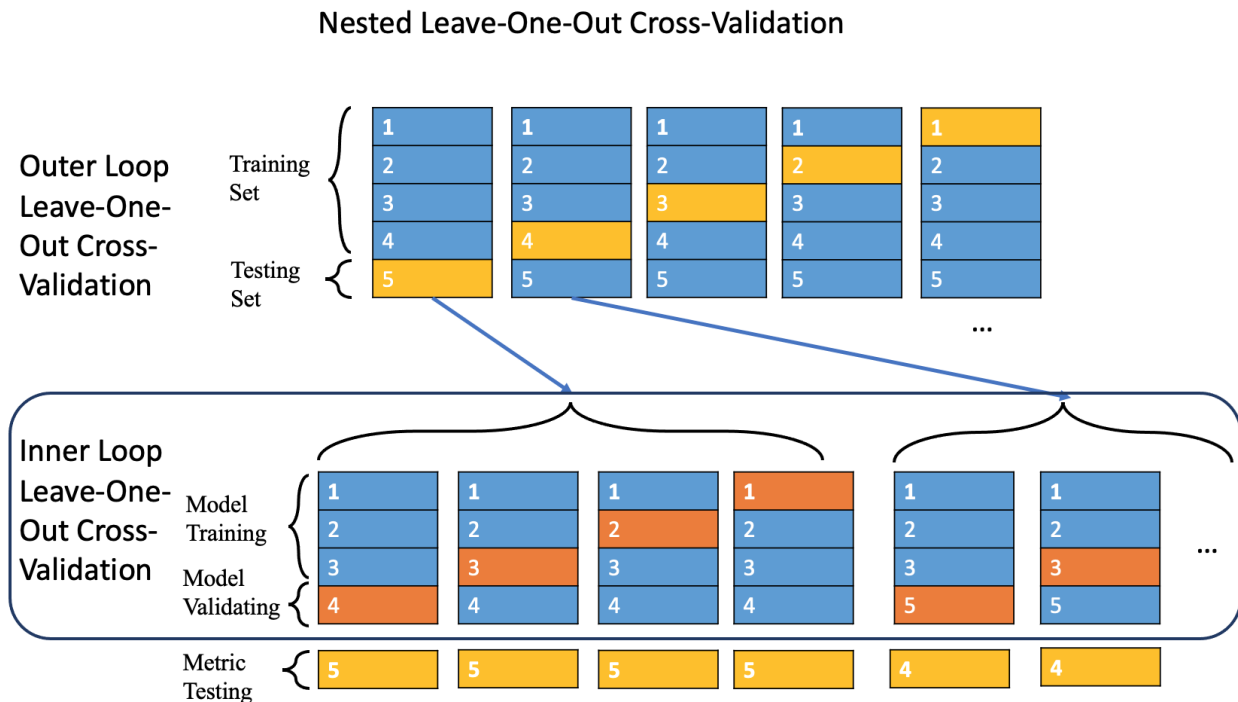 Nested Leave-One-Out Cross-Validation
Outer Loop
Leave-One-
Out Cross-
Validation
Training
Set
Testing
Set
1 1 1 1 1
2 2 2 2 2
3 3 3 3 3
4 4 4 4 4
5 5 5 5 5
...
Inner Loop
Leave-One-
Out Cross-
Validation
Model
Training
Model
Validating
1 1 1 1 1 1
2 2 2 2 2 2
3 3 3 3 3 3
4 4 4 4 5 5
...
Metric
Testing
5 5 5 5 4 4